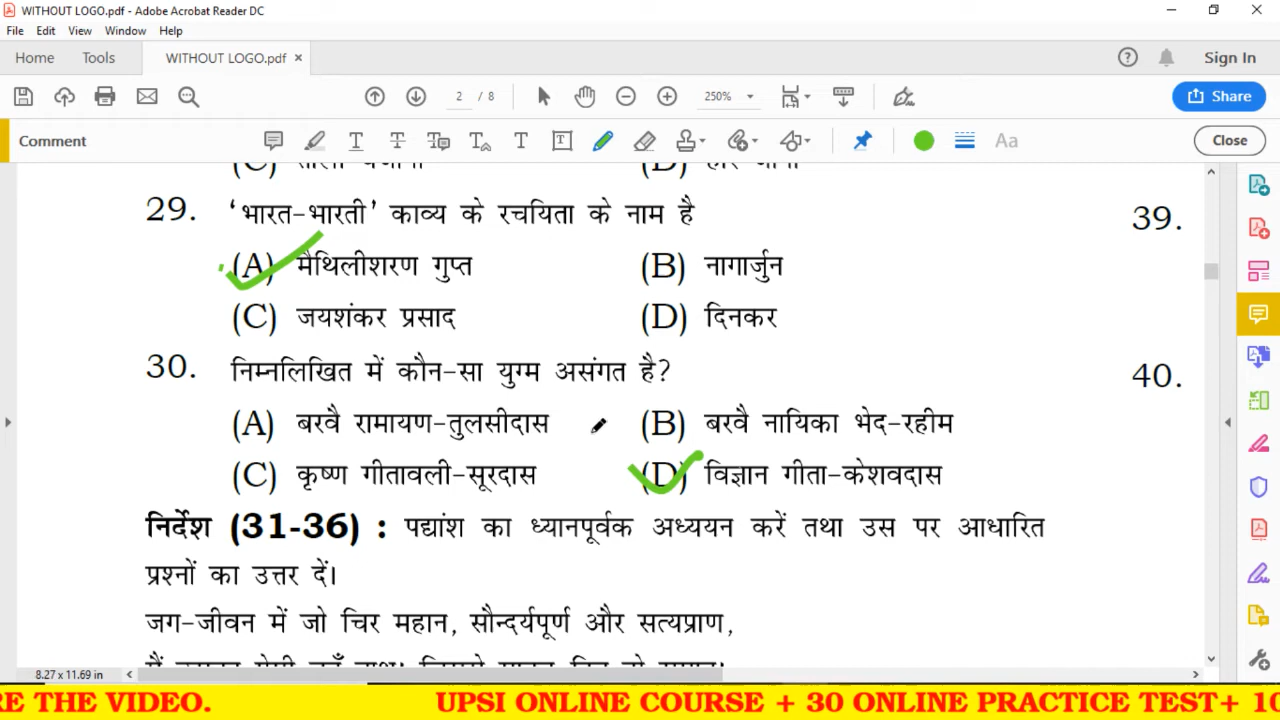 WITHOUT LOGO.pdf - Adobe Acrobat Reader DC
File Edit View Window Help
Home Tools WITHOUT LOGO.pdf × Sign In
2 / 8 250% Share
Comment Aa Close
29. ‘भारत-भारती’ काव्य के रचयिता के नाम है 39.
(A) मैथिलीशरण गुप्त (B) नागार्जुन
(C) जयशंकर प्रसाद (D) दिनकर
30. निम्नलिखित में कौन-सा युग्म असंगत है? 40.
(A) बरवै रामायण-तुलसीदास (B) बरवै नायिका भेद-रहीम
(C) कृष्ण गीतावली-सूरदास (D) विज्ञान गीता-केशवदास
निर्देश (31-36) : पद्यांश का ध्यानपूर्वक अध्ययन करें तथा उस पर आधारित
प्रश्नों का उत्तर दें।
जग-जीवन में जो चिर महान, सौन्दर्यपूर्ण और सत्यप्राण,
8.27 x 11.69 in
RE THE VIDEO. UPSI ONLINE COURSE + 30 ONLINE PRACTICE TEST+ 10